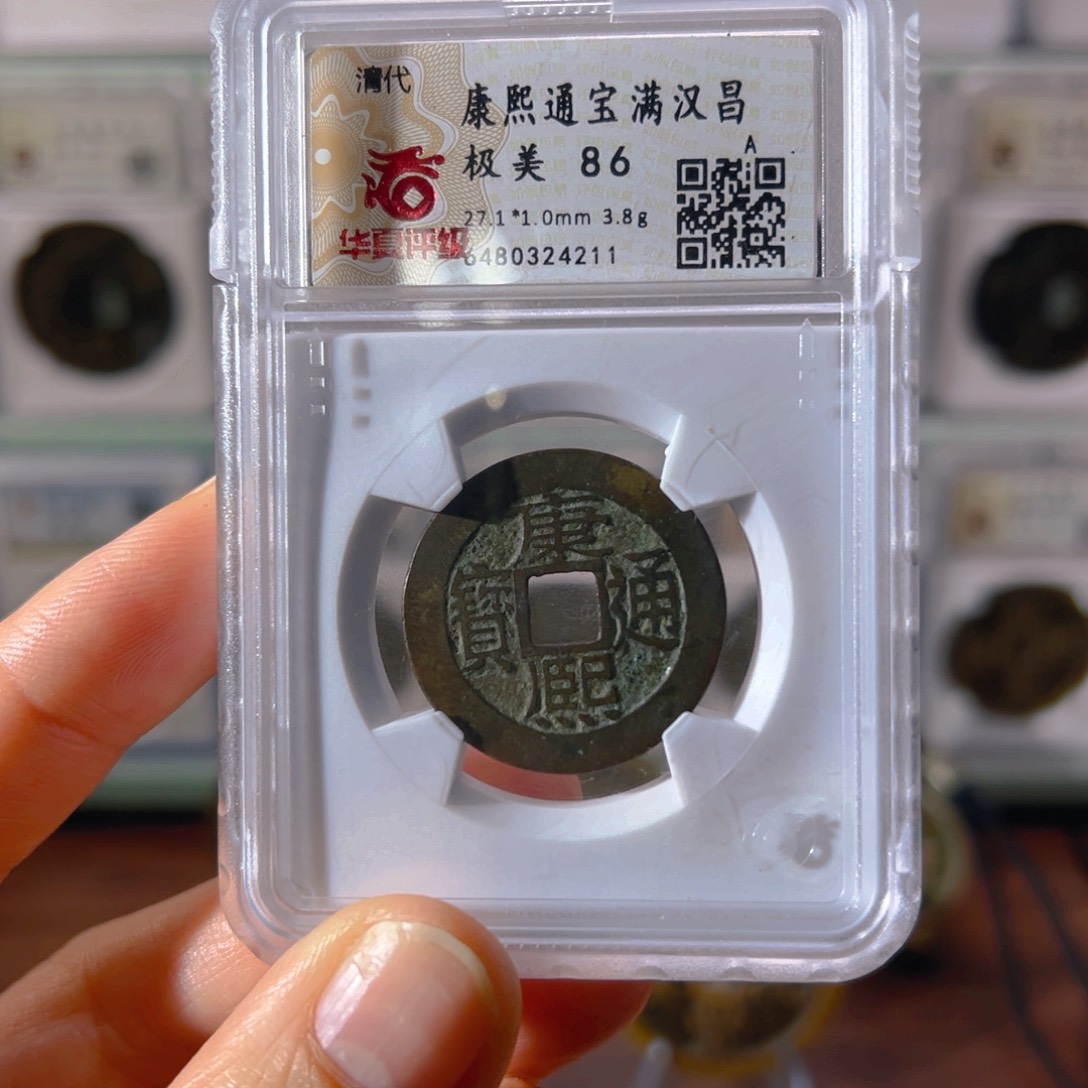 清代
康熙通宝满汉昌
极美 86
A
27.1*1.0mm 3.8g
华夏评级
6480324211
康熙通寶